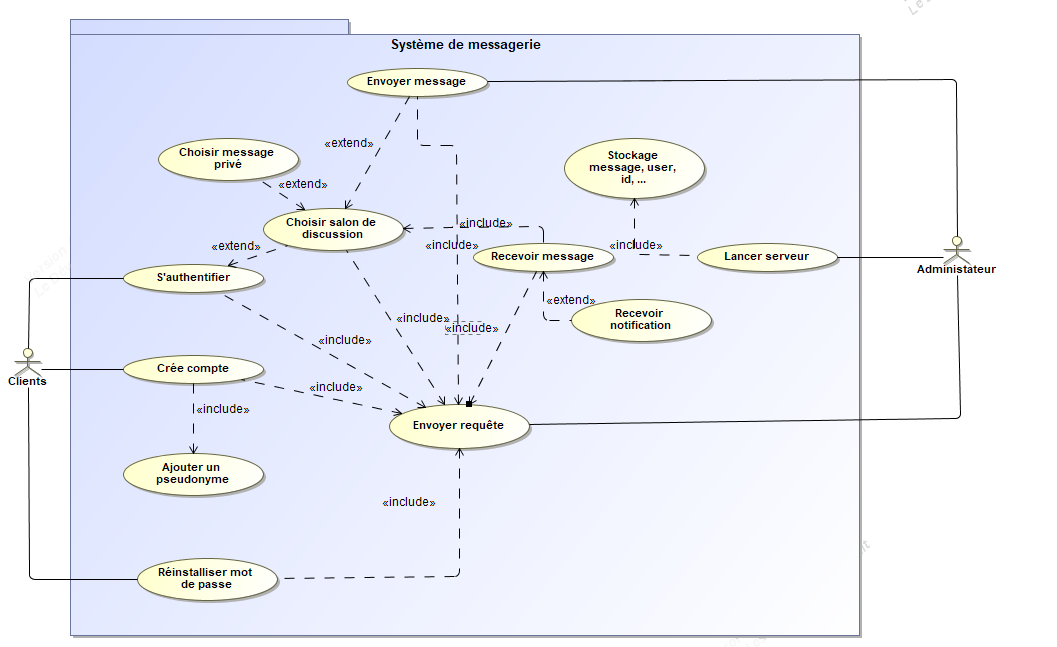 Système de messagerie
Envoyer message
«extend»
Choisir message
privé
«extend»
Stockage
message, user,
id, ...
Choisir salon de
discussion
«include»
«extend»
«include»
«include»
Recevoir message
Lancer serveur
Administateur
S'authentifier
«extend»
Recevoir
notification
«include»
«include»
«include»
Clients
Crée compte
«include»
«include»
Envoyer requête
Ajouter un
pseudonyme
«include»
Réinstalliser mot
de passe